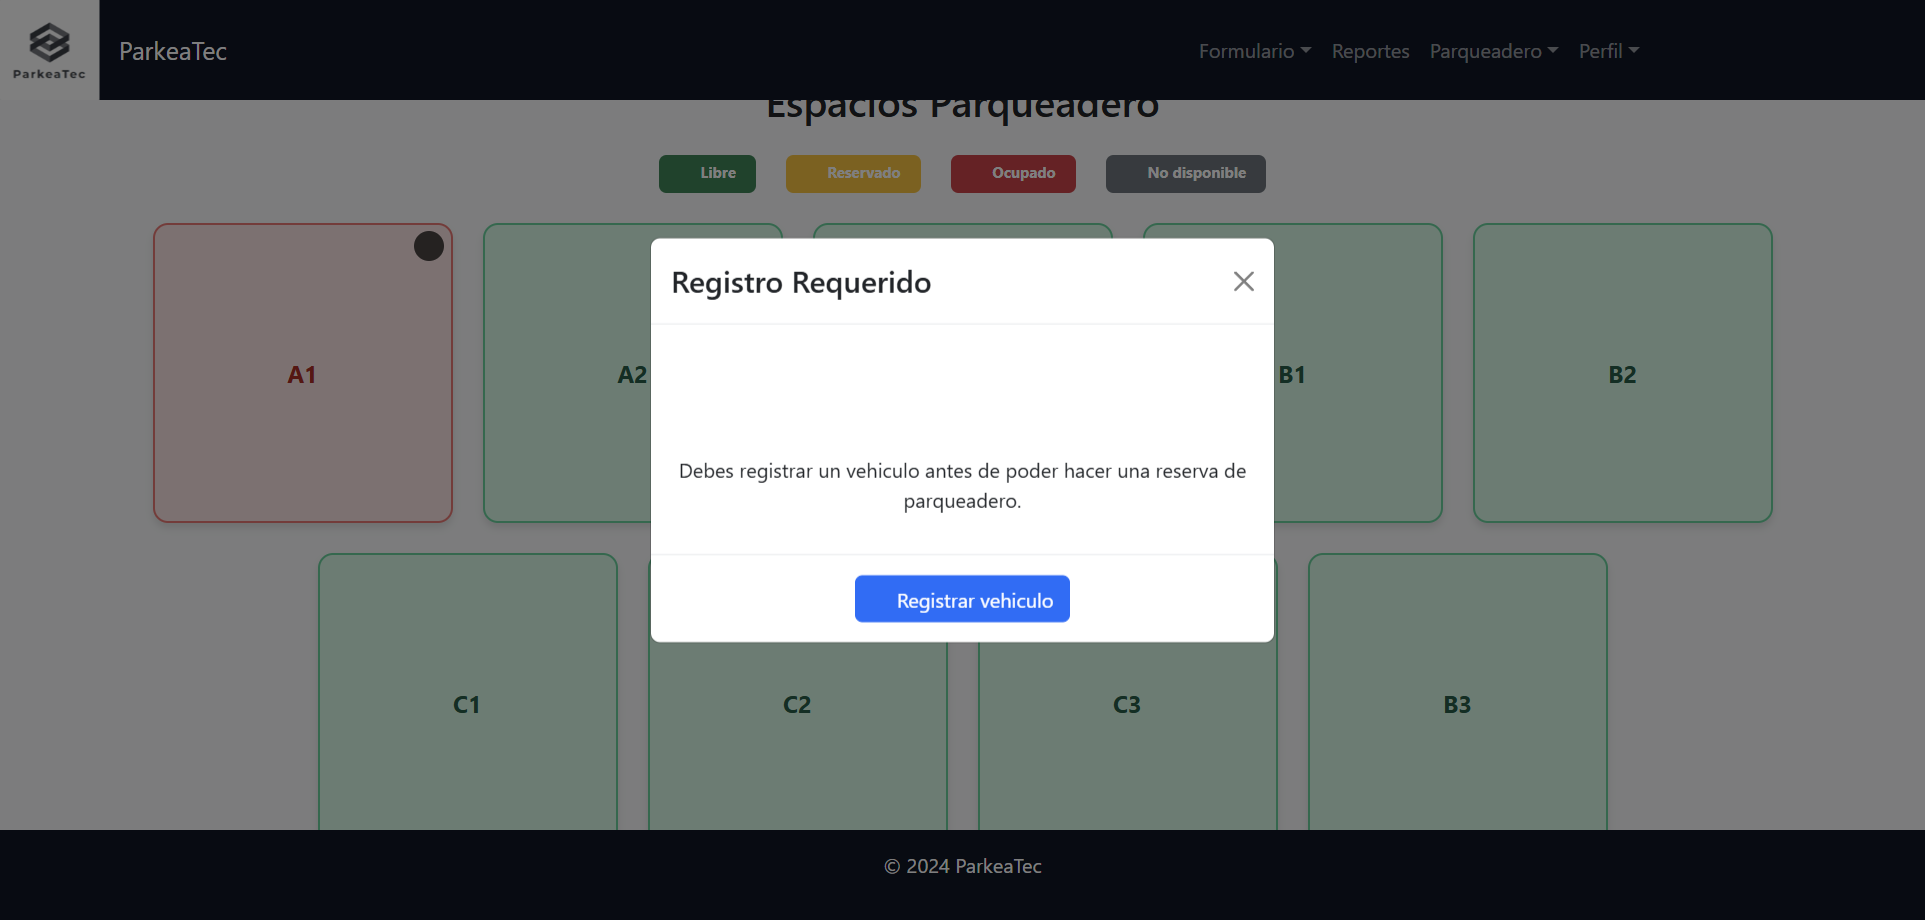 ParkeaTec
ParkeaTec
Formulario
Reportes
Parqueadero
Perfil
Espacios Parqueadero
Libre
Reservado
Ocupado
No disponible
A1
A2
B1
B2
Registro Requerido
Debes registrar un vehiculo antes de poder hacer una reserva de
parqueadero.
Registrar vehiculo
C1
C2
C3
B3
© 2024 ParkeaTec